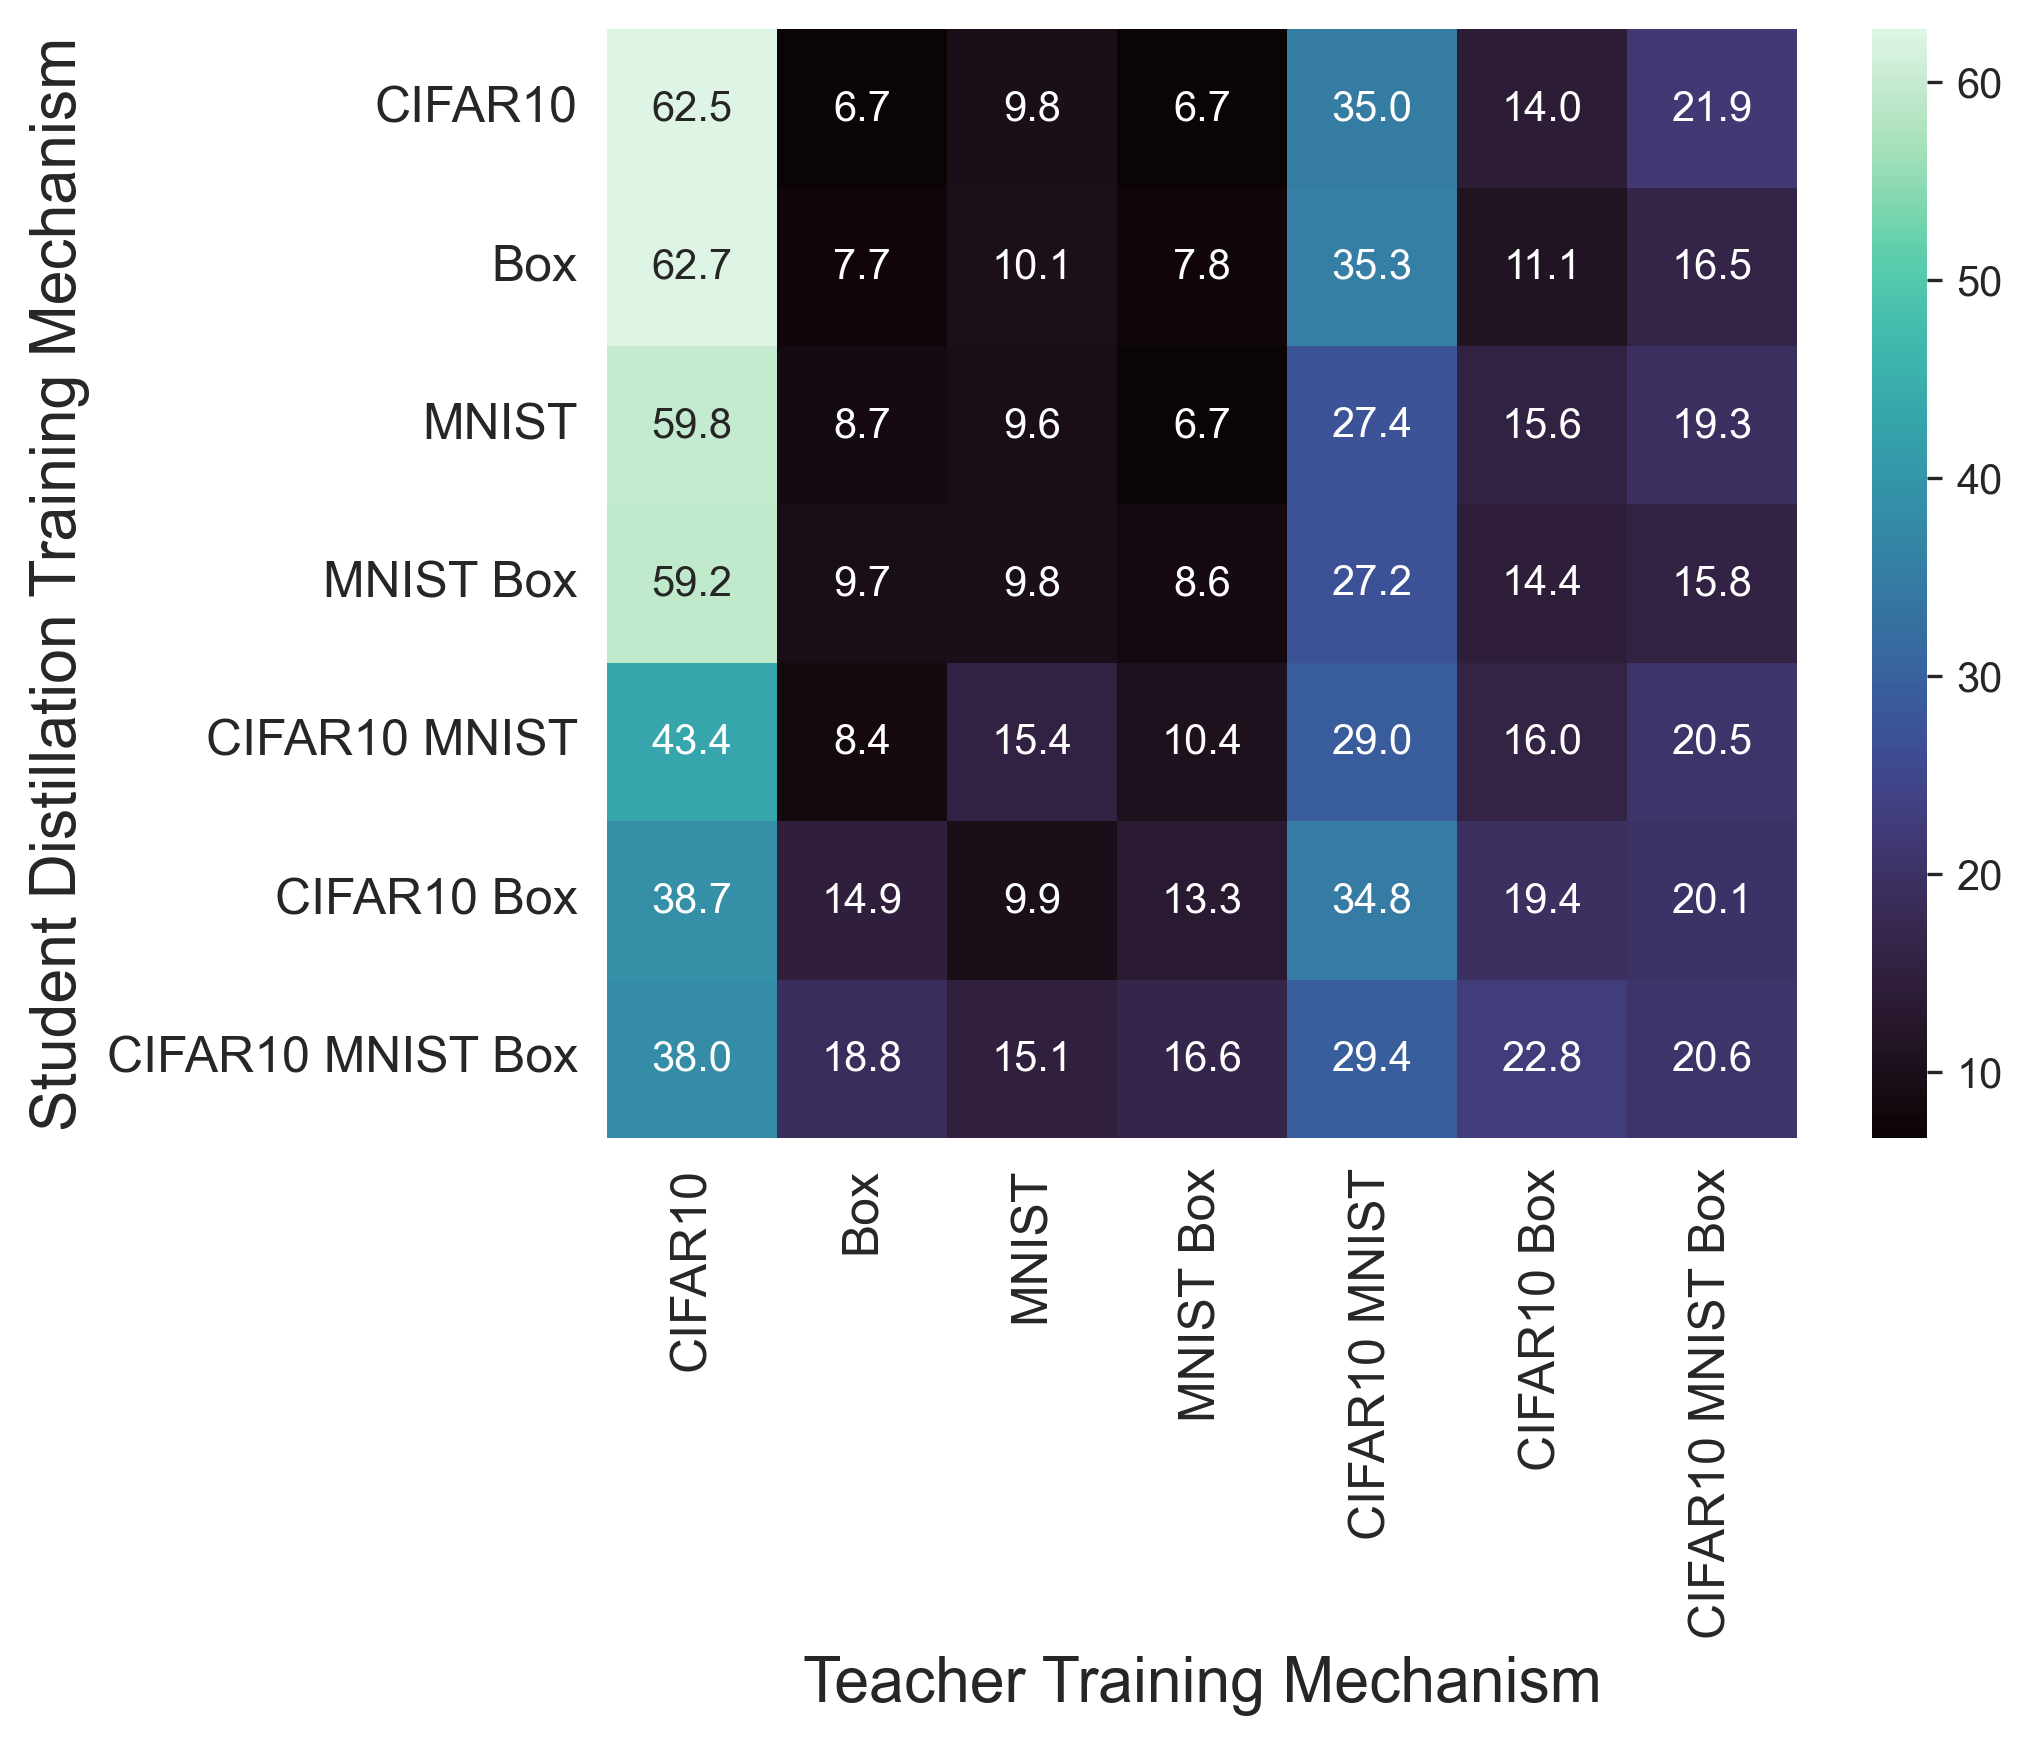 Student Distillation Training Mechanism
CIFAR10 62.5 6.7 9.8 6.7 35.0 14.0 21.9
Box 62.7 7.7 10.1 7.8 35.3 11.1 16.5
MNIST 59.8 8.7 9.6 6.7 27.4 15.6 19.3
MNIST Box 59.2 9.7 9.8 8.6 27.2 14.4 15.8
CIFAR10 MNIST 43.4 8.4 15.4 10.4 29.0 16.0 20.5
CIFAR10 Box 38.7 14.9 9.9 13.3 34.8 19.4 20.1
CIFAR10 MNIST Box 38.0 18.8 15.1 16.6 29.4 22.8 20.6
CIFAR10
Box
MNIST
MNIST Box
CIFAR10 MNIST
CIFAR10 Box
CIFAR10 MNIST Box
Teacher Training Mechanism
60
50
40
30
20
10